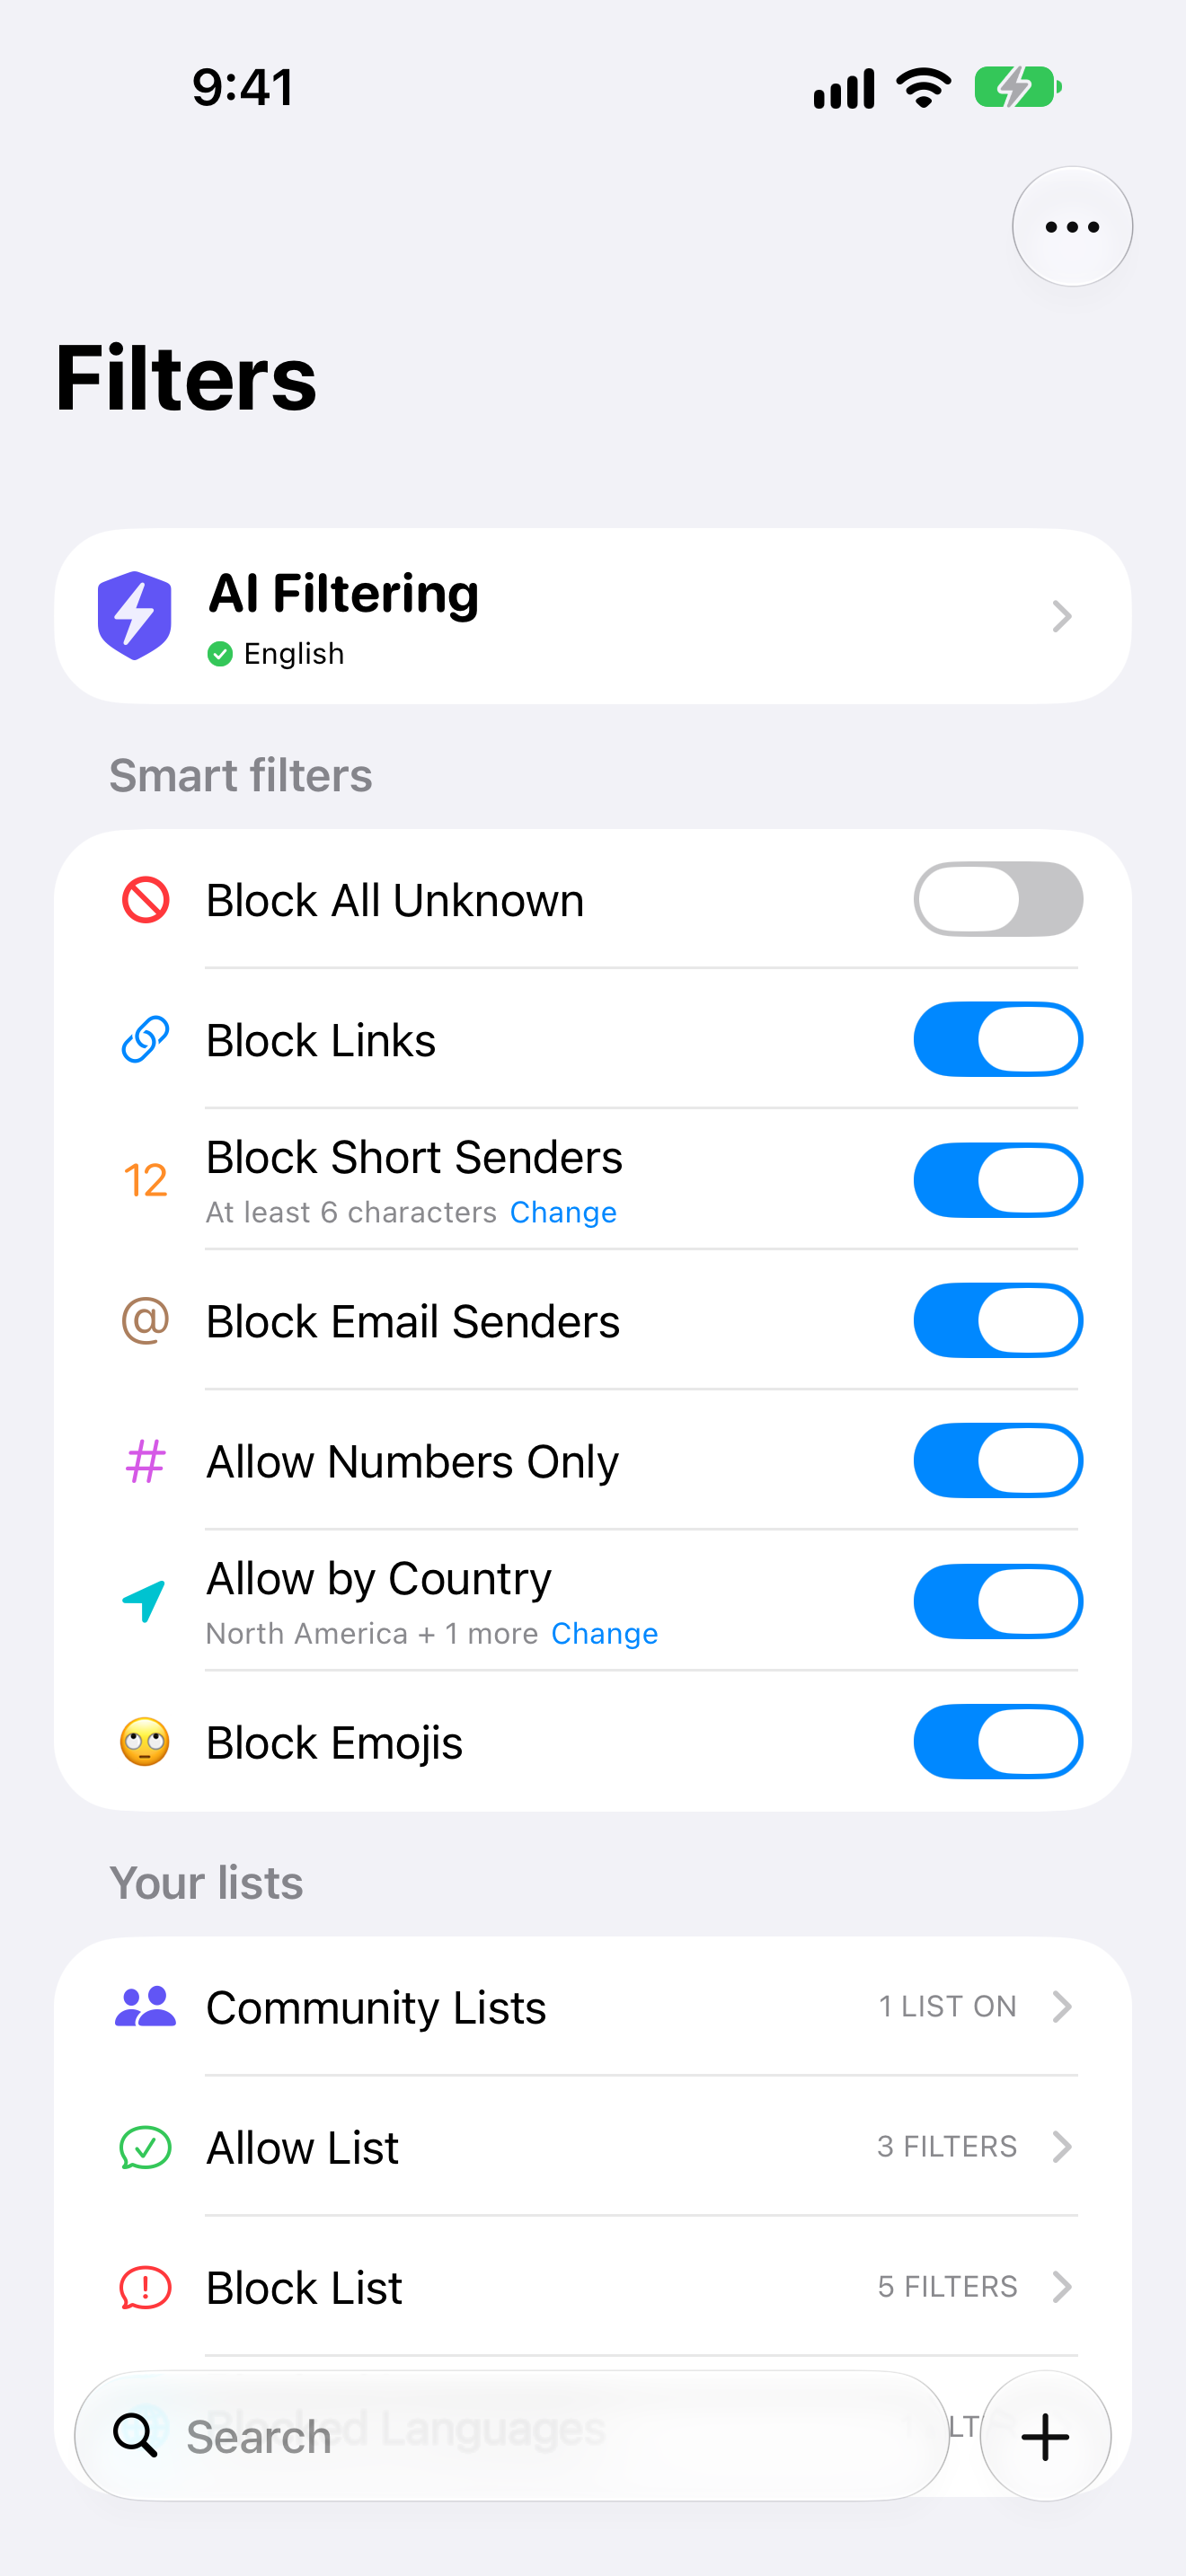 9:41
Filters
AI Filtering
English
Smart filters
Block All Unknown
Block Links
12
Block Short Senders
At least 6 characters Change
@
Block Email Senders
#
Allow Numbers Only
Allow by Country
North America + 1 more Change
Block Emojis
Your lists
Community Lists 1 LIST ON
Allow List 3 FILTERS
Block List 5 FILTERS
Blocked Languages
Search